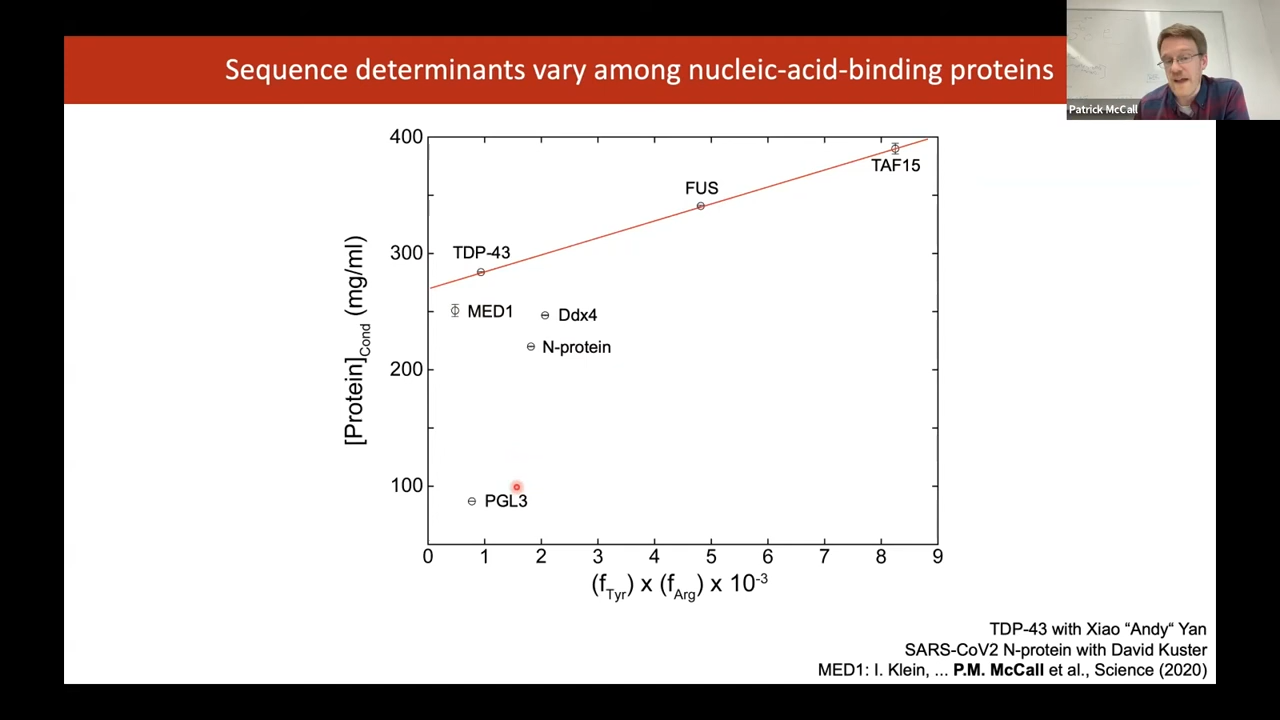 Sequence determinants vary among nucleic-acid-binding proteins
Patrick McCall
400
300
200
100
[Protein]Cond (mg/ml)
TDP-43
FUS
TAF15
MED1
Ddx4
N-protein
PGL3
0 1 2 3 4 5 6 7 8 9
(fTyr) x (fArg) x 10-3
TDP-43 with Xiao “Andy“ Yan
SARS-CoV2 N-protein with David Kuster
MED1: I. Klein, ... P.M. McCall et al., Science (2020)